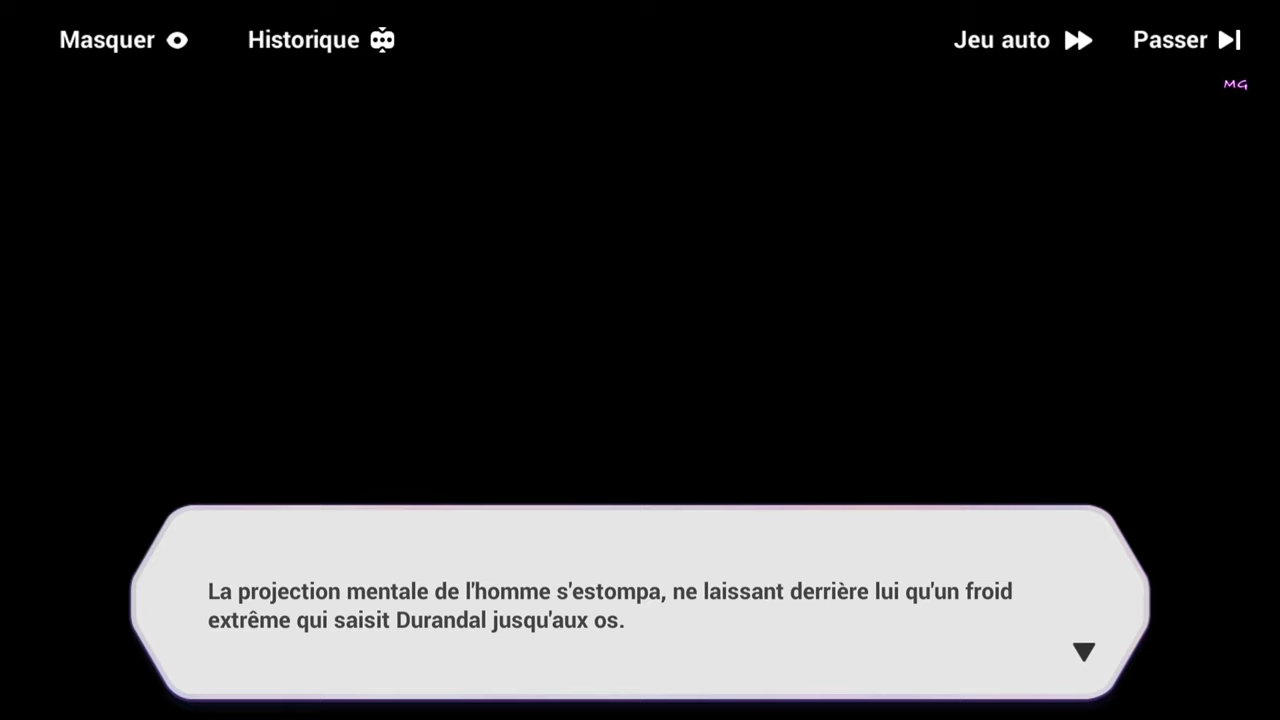 Masquer
Historique
Jeu auto
Passer
MG
La projection mentale de l'homme s'estompa, ne laissant derrière lui qu'un froid
extrême qui saisit Durandal jusqu'aux os.